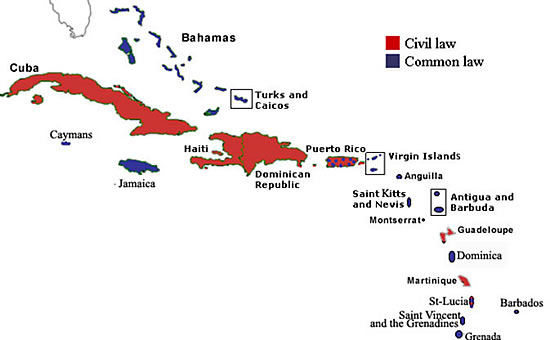 Bahamas
Civil law
Common law
Cuba
Turks and
Caicos
Caymans
Haiti
Puerto Rico
Virgin Islands
Jamaica
Dominican
Republic
Anguilla
Saint Kitts
and Nevis
Antigua and
Barbuda
Montserrat
Guadeloupe
Dominica
Martinique
St-Lucia
Barbados
Saint Vincent
and the Grenadines
Grenada